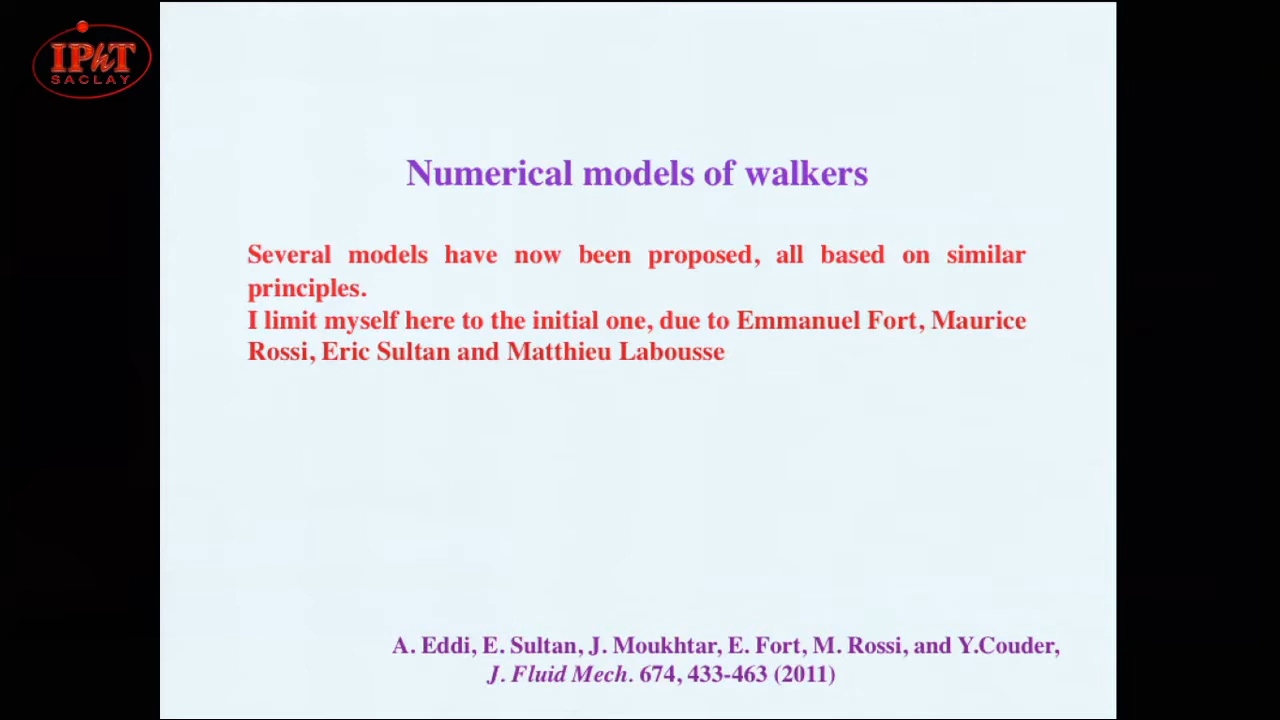 IPhT
SACLAY
Numerical models of walkers
Several models have now been proposed, all based on similar
principles.
I limit myself here to the initial one, due to Emmanuel Fort, Maurice
Rossi, Eric Sultan and Matthieu Labousse
A. Eddi, E. Sultan, J. Moukhtar, E. Fort, M. Rossi, and Y.Couder,
J. Fluid Mech. 674, 433-463 (2011)